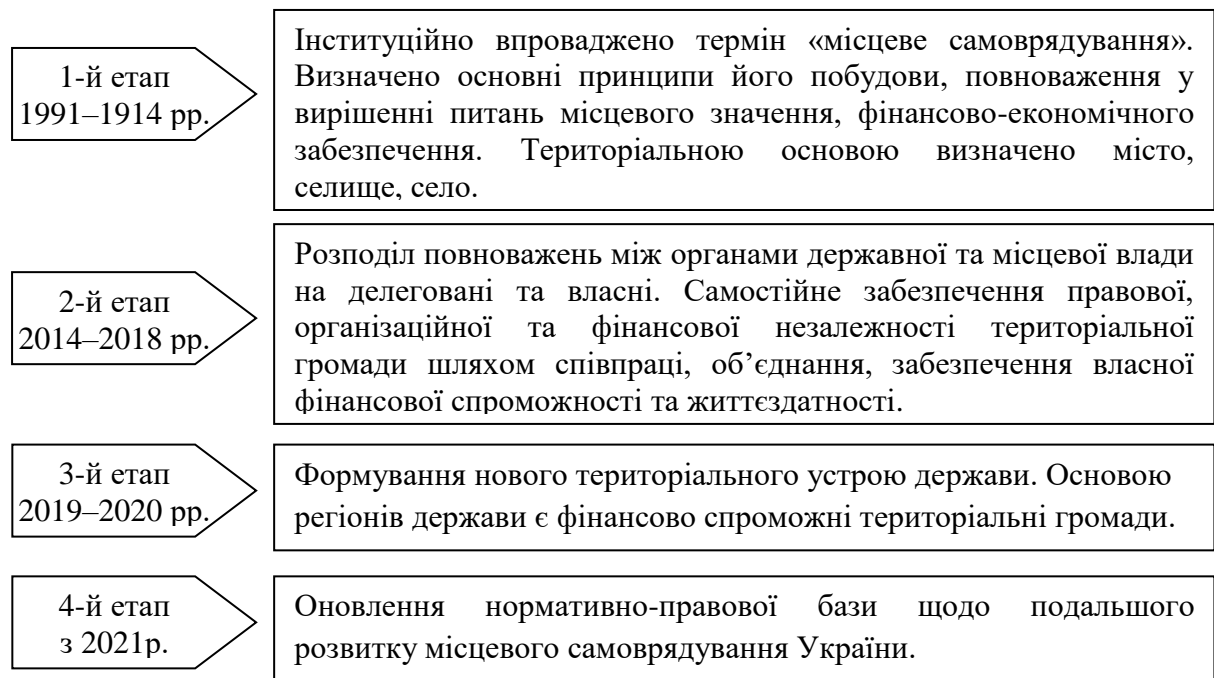 1-й етап
1991–1914 рр.
Інституційно впроваджено термін «місцеве самоврядування».
Визначено основні принципи його побудови, повноваження у
вирішенні питань місцевого значення, фінансово-економічного
забезпечення. Територіальною основою визначено місто,
селище, село.
2-й етап
2014–2018 рр.
Розподіл повноважень між органами державної та місцевої влади
на делеговані та власні. Самостійне забезпечення правової,
організаційної та фінансової незалежності територіальної
громади шляхом співпраці, об’єднання, забезпечення власної
фінансової спроможності та життєздатності.
3-й етап
2019–2020 рр.
Формування нового територіального устрою держави. Основою
регіонів держави є фінансово спроможні територіальні громади.
4-й етап
з 2021р.
Оновлення нормативно-правової бази щодо подальшого
розвитку місцевого самоврядування України.